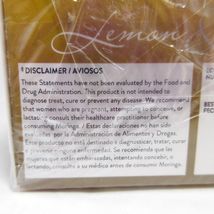 Lemon
‡ DISCLAIMER / AVIOSOS
These Statements have not been evaluated by the Food and
Drug Administration. This product is not intended to
diagnose treat, cure or prevent any disease. We recommend
that women who are pregnant, attempting to conceive, or
lactating consult their healthcare practitioner before
consuming Moringa. / Estas declaraciones no han sido
evaluadas por la Administración de Alimentos y Drogas.
Este producto no está destinado a diagnosticar, tratar, curar
o prevenir ninguna enfermedad. Se recomienda que las
mujeres que están embarazadas, intentando concebir, o
lactando, consulten a su médico antes de consumir Moringa.
BES
FEC